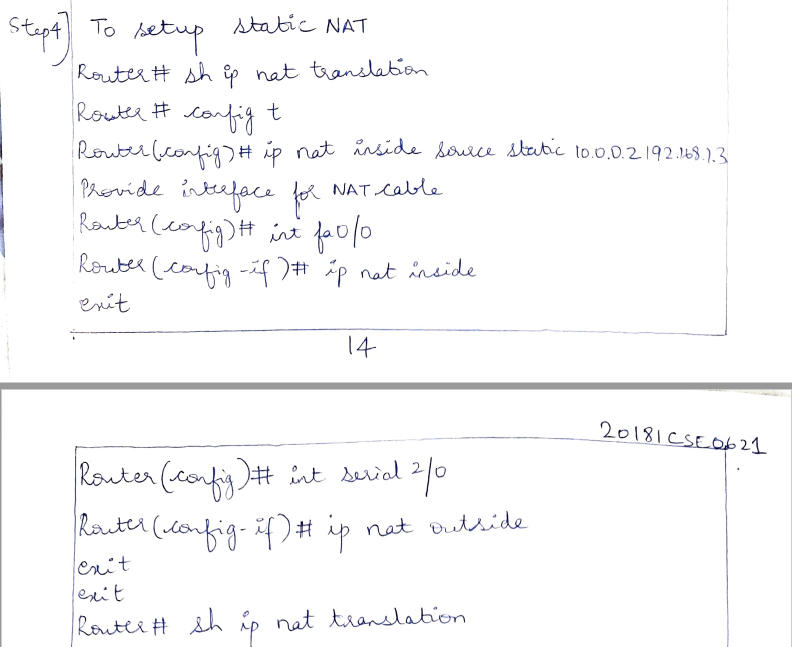 Step4] To setup static NAT
Router# sh ip nat translation
Router# config t
Router(config)# ip nat inside source static 10.0.0.2 192.168.1.3
Provide interface for NAT cable
Router(config)# int fa0/0
Router(config-if)# ip nat inside
exit
14
20181CSE0621
Router(config)# int serial 2/0
Router(config-if)# ip nat outside
exit
exit
Router# sh ip nat translation